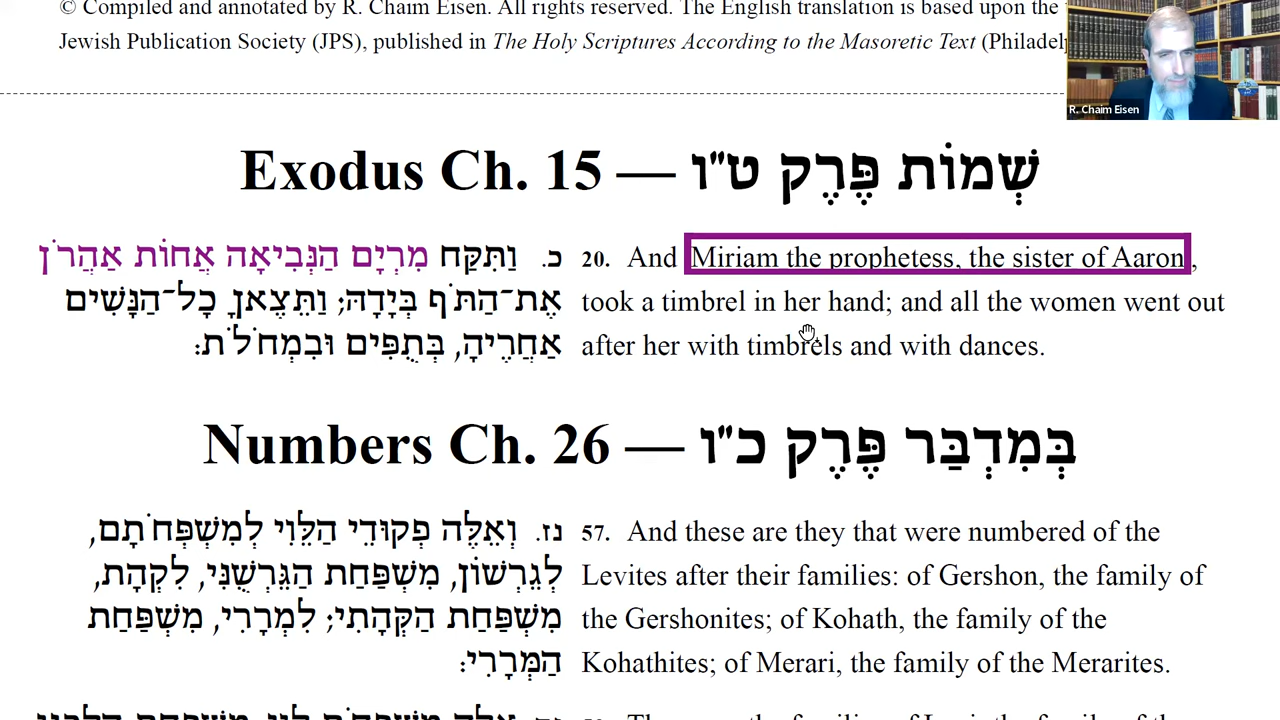 © Compiled and annotated by R. Chaim Eisen. All rights reserved. The English translation is based upon the
Jewish Publication Society (JPS), published in The Holy Scriptures According to the Masoretic Text (Philadel
R. Chaim Eisen
Exodus Ch. 15 — שְׁמוֹת פֶּרֶק ט"ו
כ. וַתִּקַּח מִרְיָם הַנְּבִיאָה אֲחוֹת אַהֲרֹן
אֶת־הַתֹּף בְּיָדָהּ; וַתֵּצֶאןָ כָל־הַנָּשִׁים
אַחֲרֶיהָ, בְּתֻפִּים וּבִמְחֹלֹת:
20. And Miriam the prophetess, the sister of Aaron,
took a timbrel in her hand; and all the women went out
after her with timbrels and with dances.
Numbers Ch. 26 — בְּמִדְבַּר פֶּרֶק כ"ו
נז. וְאֵלֶּה פְקוּדֵי הַלֵּוִי לְמִשְׁפְּחֹתָם,
לְגֵרְשׁוֹן, מִשְׁפַּחַת הַגֵּרְשֻׁנִּי, לִקְהָת,
מִשְׁפַּחַת הַקְּהָתִי; לִמְרָרִי, מִשְׁפַּחַת
הַמְּרָרִי:
57. And these are they that were numbered of the
Levites after their families: of Gershon, the family of
the Gershonites; of Kohath, the family of the
Kohathites; of Merari, the family of the Merarites.